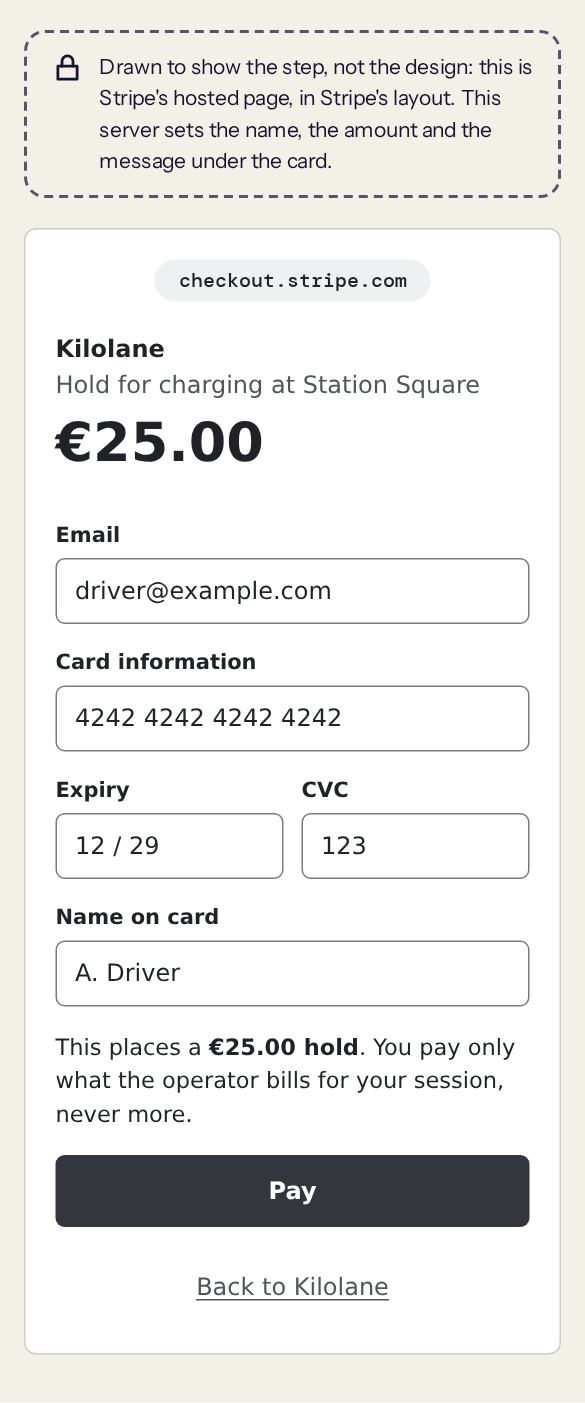 Drawn to show the step, not the design: this is
Stripe's hosted page, in Stripe's layout. This
server sets the name, the amount and the
message under the card.
checkout.stripe.com
Kilolane
Hold for charging at Station Square
€25.00
Email
driver@example.com
Card information
4242 4242 4242 4242
Expiry
CVC
12 / 29
123
Name on card
A. Driver
This places a €25.00 hold. You pay only
what the operator bills for your session,
never more.
Pay
Back to Kilolane